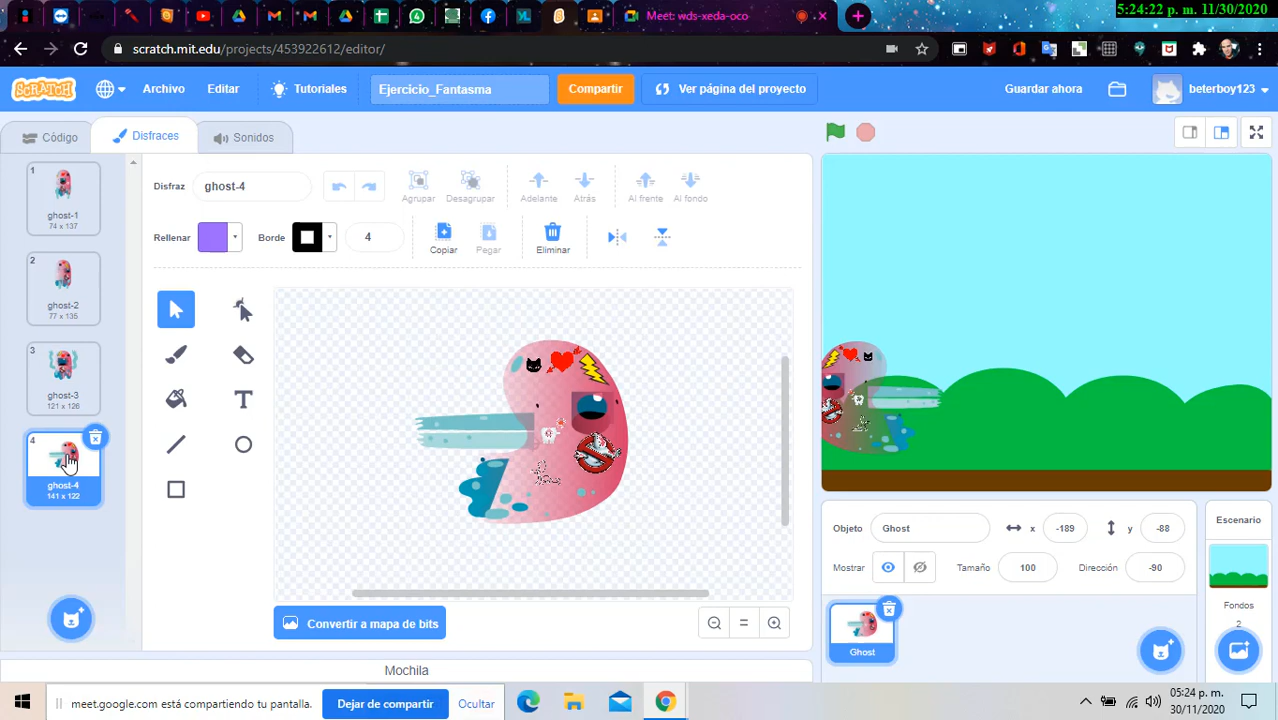 Meet: wds-xeda-oco
5:24:22 p. m. 11/30/2020
scratch.mit.edu/projects/453922612/editor/
SCRATCH
Archivo
Editar
Tutoriales
Ejercicio_Fantasma
Compartir
Ver página del proyecto
Guardar ahora
beterboy123
Código
Disfraces
Sonidos
1
ghost-1
74 x 137
2
ghost-2
77 x 135
3
ghost-3
121 x 126
4
ghost-4
141 x 122
Disfraz
ghost-4
Agrupar
Desagrupar
Adelante
Atrás
Al frente
Al fondo
Rellenar
Borde
4
Copiar
Pegar
Eliminar
T
Convertir a mapa de bits
Mochila
Objeto
Ghost
x
-189
y
-88
Mostrar
Tamaño
100
Dirección
-90
Ghost
Escenario
Fondos
2
meet.google.com está compartiendo tu pantalla.
Dejar de compartir
Ocultar
05:24 p. m.
30/11/2020